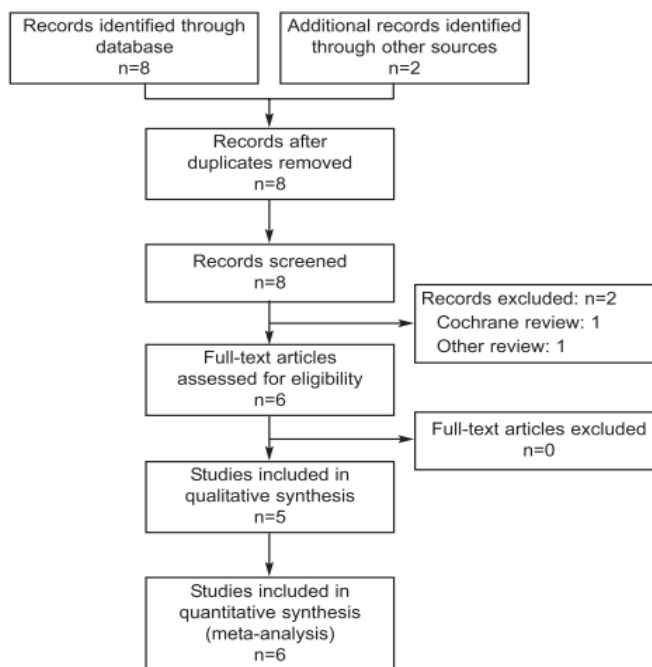 Records identified through
database
n=8
Additional records identified
through other sources
n=2
Records after
duplicates removed
n=8
Records screened
n=8
Records excluded: n=2
Cochrane review: 1
Other review: 1
Full-text articles
assessed for eligibility
n=6
Full-text articles excluded
n=0
Studies included in
qualitative synthesis
n=5
Studies included in
quantitative synthesis
(meta-analysis)
n=6